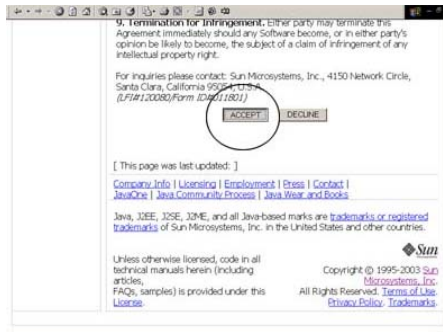 9. Termination for Infringement. Either party may terminate this
Agreement immediately should any Software become, or in either party's
opinion be likely to become, the subject of a claim of infringement of any
intellectual property right.
For inquiries please contact: Sun Microsystems, Inc., 4150 Network Circle,
Santa Clara, California 95054, U.S.A.
(LFI#120080/Form ID#011801)
ACCEPT DECLINE
[ This page was last updated: ]
Company Info | Licensing | Employment | Press | Contact |
JavaOne | Java Community Process | Java Wear and Books
Java, J2EE, J2SE, J2ME, and all Java-based marks are trademarks or registered
trademarks of Sun Microsystems, Inc. in the United States and other countries.
Sun
Unless otherwise licensed, code in all
technical manuals herein (including
articles,
FAQs, samples) is provided under this
License.
Copyright © 1995-2003 Sun
Microsystems, Inc.
All Rights Reserved. Terms of Use.
Privacy Policy. Trademarks.